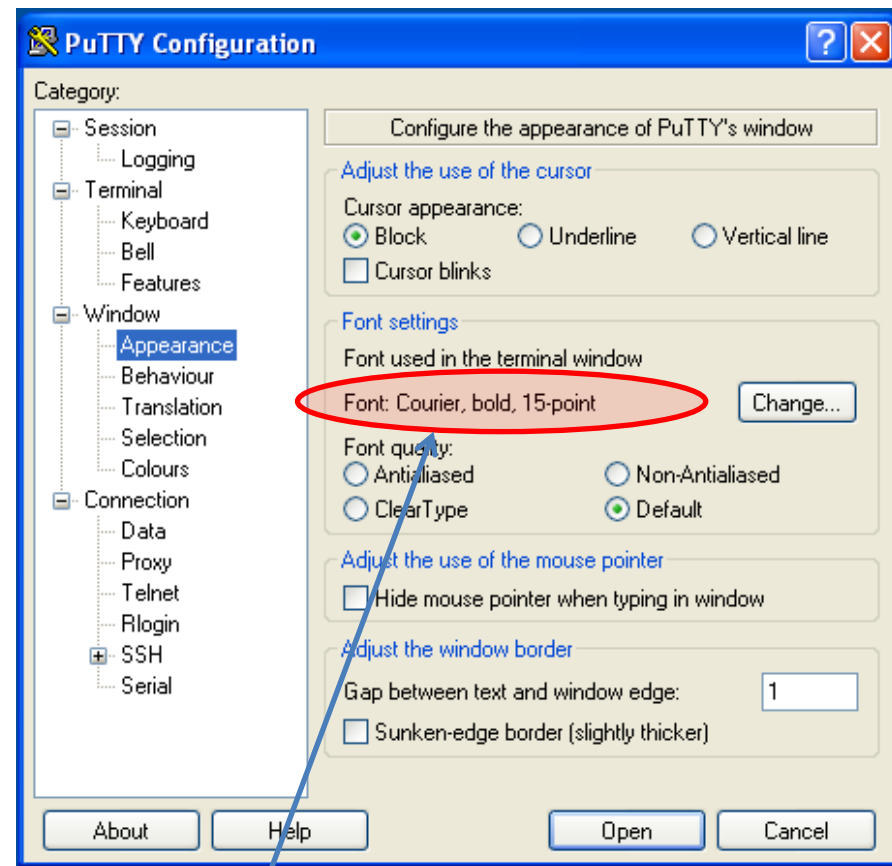 PuTTY Configuration
Category:
Session
Logging
Terminal
Keyboard
Bell
Features
Window
Appearance
Behaviour
Translation
Selection
Colours
Connection
Data
Proxy
Telnet
Rlogin
SSH
Serial
Configure the appearance of PuTTY's window
Adjust the use of the cursor
Cursor appearance:
Block Underline Vertical line
Cursor blinks
Font settings
Font used in the terminal window
Font: Courier, bold, 15-point Change...
Font quality:
Antialiased Non-Antialiased
ClearType Default
Adjust the use of the mouse pointer
Hide mouse pointer when typing in window
Adjust the window border
Gap between text and window edge: 1
Sunken-edge border (slightly thicker)
About Help Open Cancel